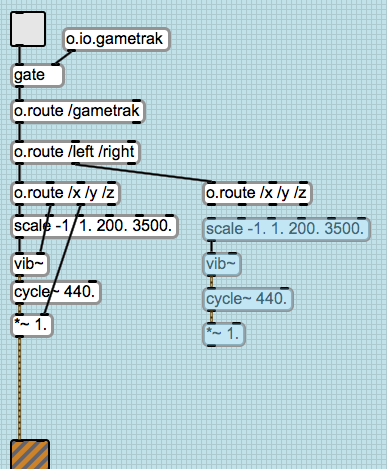 o.io.gametrak
gate
o.route /gametrak
o.route /left /right
o.route /x /y /z
o.route /x /y /z
scale -1. 1. 200. 3500.
scale -1. 1. 200. 3500.
vib~
vib~
cycle~ 440.
cycle~ 440.
*~ 1.
*~ 1.